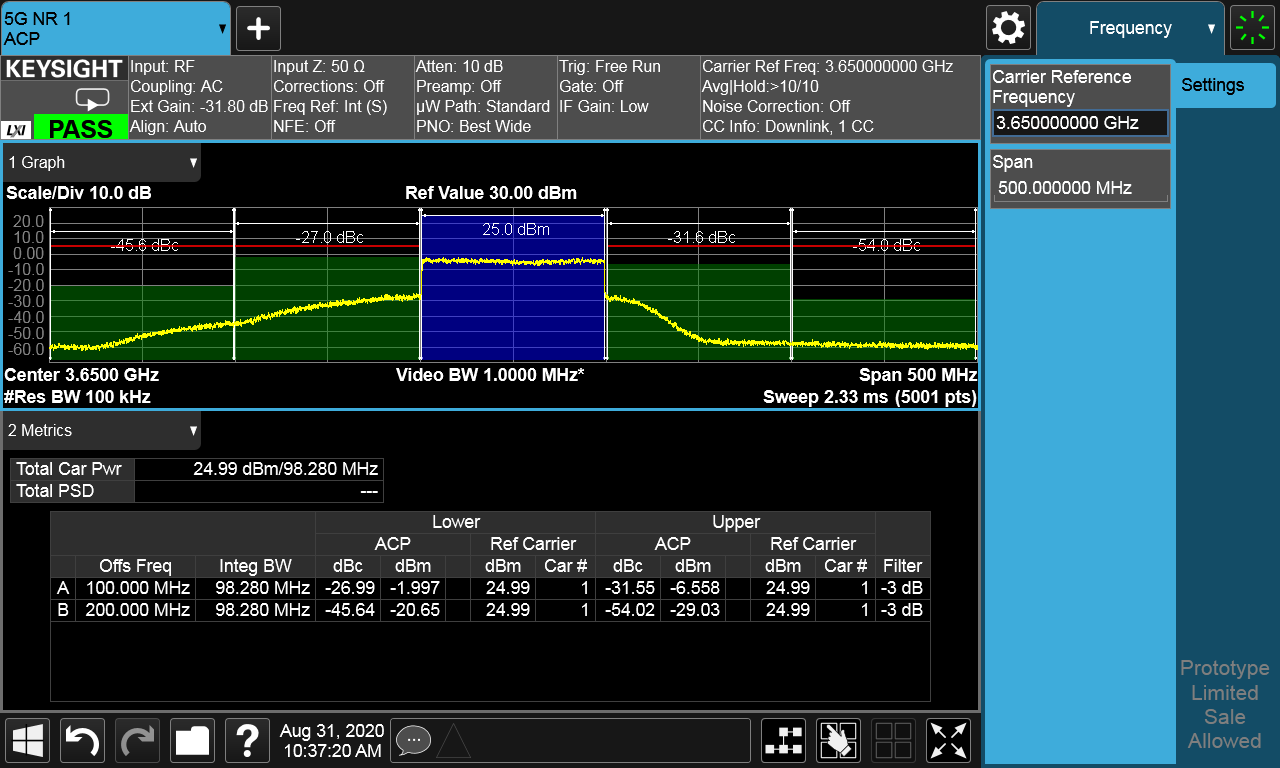 5G NR 1
ACP
Frequency
KEYSIGHT
LXI
PASS
Input: RF
Coupling: AC
Ext Gain: -31.80 dB
Align: Auto
Input Z: 50 Ω
Corrections: Off
Freq Ref: Int (S)
NFE: Off
Atten: 10 dB
Preamp: Off
µW Path: Standard
PNO: Best Wide
Trig: Free Run
Gate: Off
IF Gain: Low
Carrier Ref Freq: 3.650000000 GHz
Avg|Hold:>10/10
Noise Correction: Off
CC Info: Downlink, 1 CC
Carrier Reference
Frequency
3.650000000 GHz
Span
500.000000 MHz
Settings
1 Graph
Scale/Div 10.0 dB Ref Value 30.00 dBm
20.0
10.0
0.00
-10.0
-20.0
-30.0
-40.0
-50.0
-60.0
-45.6 dBc -27.0 dBc 25.0 dBm -31.6 dBc -54.0 dBc
Center 3.6500 GHz Video BW 1.0000 MHz* Span 500 MHz
#Res BW 100 kHz Sweep 2.33 ms (5001 pts)
2 Metrics
Total Car Pwr 24.99 dBm/98.280 MHz
Total PSD ---
Lower Upper
ACP Ref Carrier ACP Ref Carrier
Offs Freq Integ BW dBc dBm dBm Car # dBc dBm dBm Car # Filter
A 100.000 MHz 98.280 MHz -26.99 -1.997 24.99 1 -31.55 -6.558 24.99 1 -3 dB
B 200.000 MHz 98.280 MHz -45.64 -20.65 24.99 1 -54.02 -29.03 24.99 1 -3 dB
Prototype
Limited
Sale
Allowed
?
Aug 31, 2020
10:37:20 AM